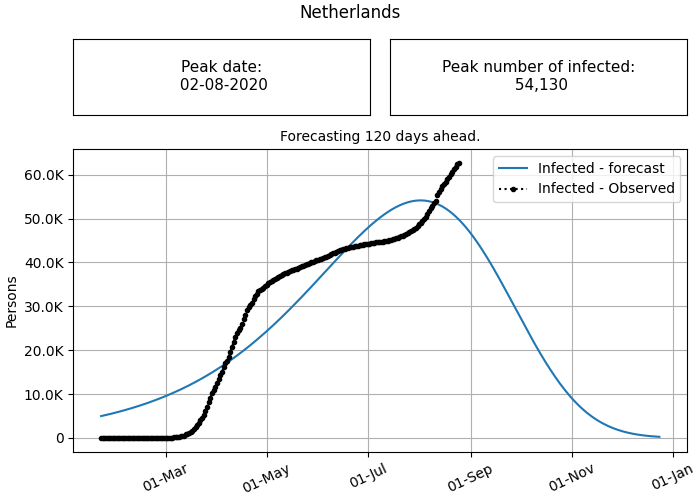 Netherlands
Peak date:
02-08-2020
Peak number of infected:
54,130
Forecasting 120 days ahead.
Infected - forecast
Infected - Observed
60.0K
50.0K
40.0K
30.0K
20.0K
10.0K
0
Persons
01-Mar
01-May
01-Jul
01-Sep
01-Nov
01-Jan